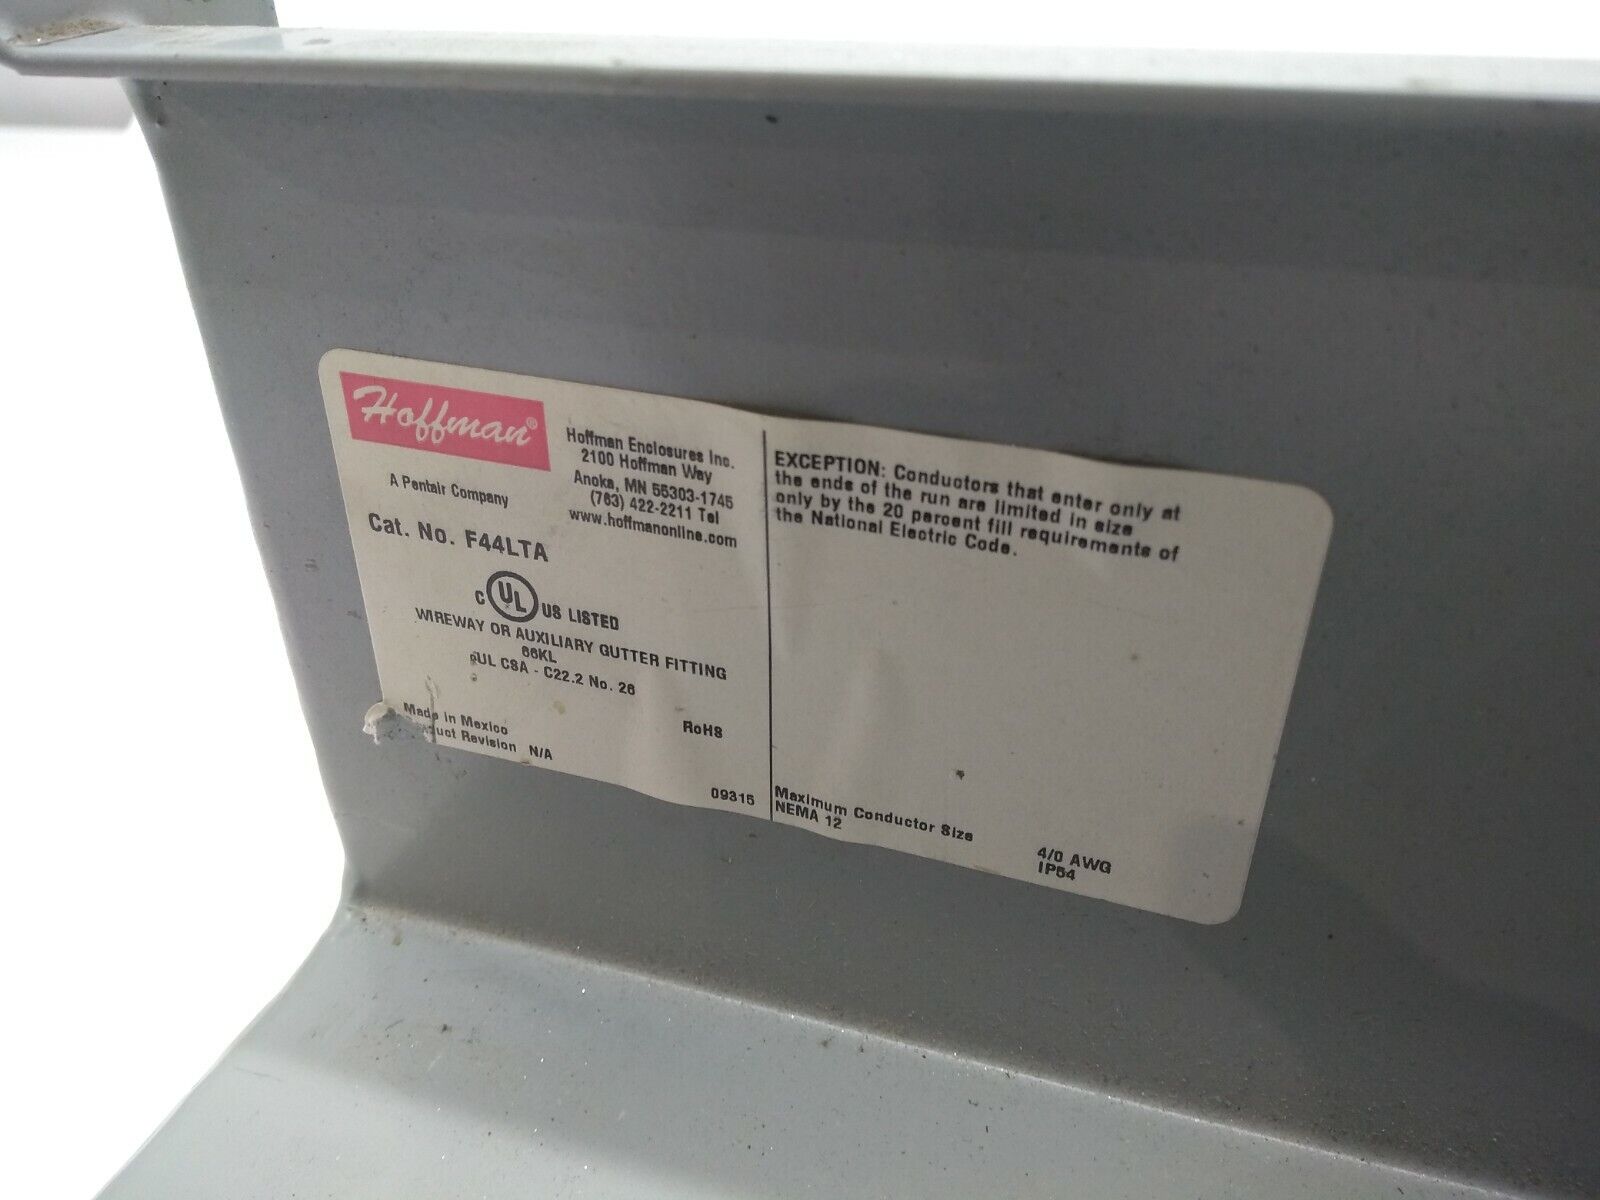 Hoffman®
A Pentair Company
Hoffman Enclosures Inc.
2100 Hoffman Way
Anoka, MN 55303-1745
(763) 422-2211 Tel
www.hoffmanonline.com
Cat. No. F44LTA
C UL US LISTED
WIREWAY OR AUXILIARY GUTTER FITTING
66KL
cUL CSA - C22.2 No. 26
Made in Mexico
Revision N/A
RoHS
09315
EXCEPTION: Conductors that enter only at
the ends of the run are limited in size
only by the 20 percent fill requirements of
the National Electric Code.
Maximum Conductor Size 4/0 AWG
NEMA 12 IP54